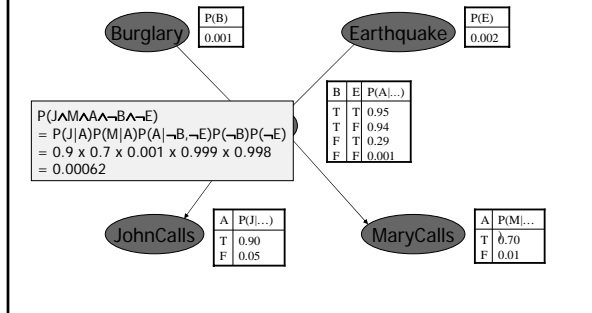 Burglary
P(B)
0.001
Earthquake
P(E)
0.002
B E P(A|...)
T T 0.95
T F 0.94
F T 0.29
F F 0.001
P(J∧M∧A∧¬B∧¬E)
= P(J|A)P(M|A)P(A|¬B,¬E)P(¬B)P(¬E)
= 0.9 x 0.7 x 0.001 x 0.999 x 0.998
= 0.00062
JohnCalls
A P(J|...)
T 0.90
F 0.05
MaryCalls
A P(M|...
)
T 0.70
F 0.01